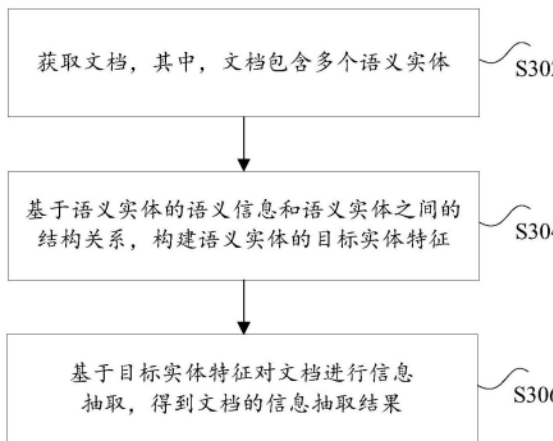 获取文档，其中，文档包含多个语义实体
S302
基于语义实体的语义信息和语义实体之间的
结构关系，构建语义实体的目标实体特征
S304
基于目标实体特征对文档进行信息
抽取，得到文档的信息抽取结果
S306